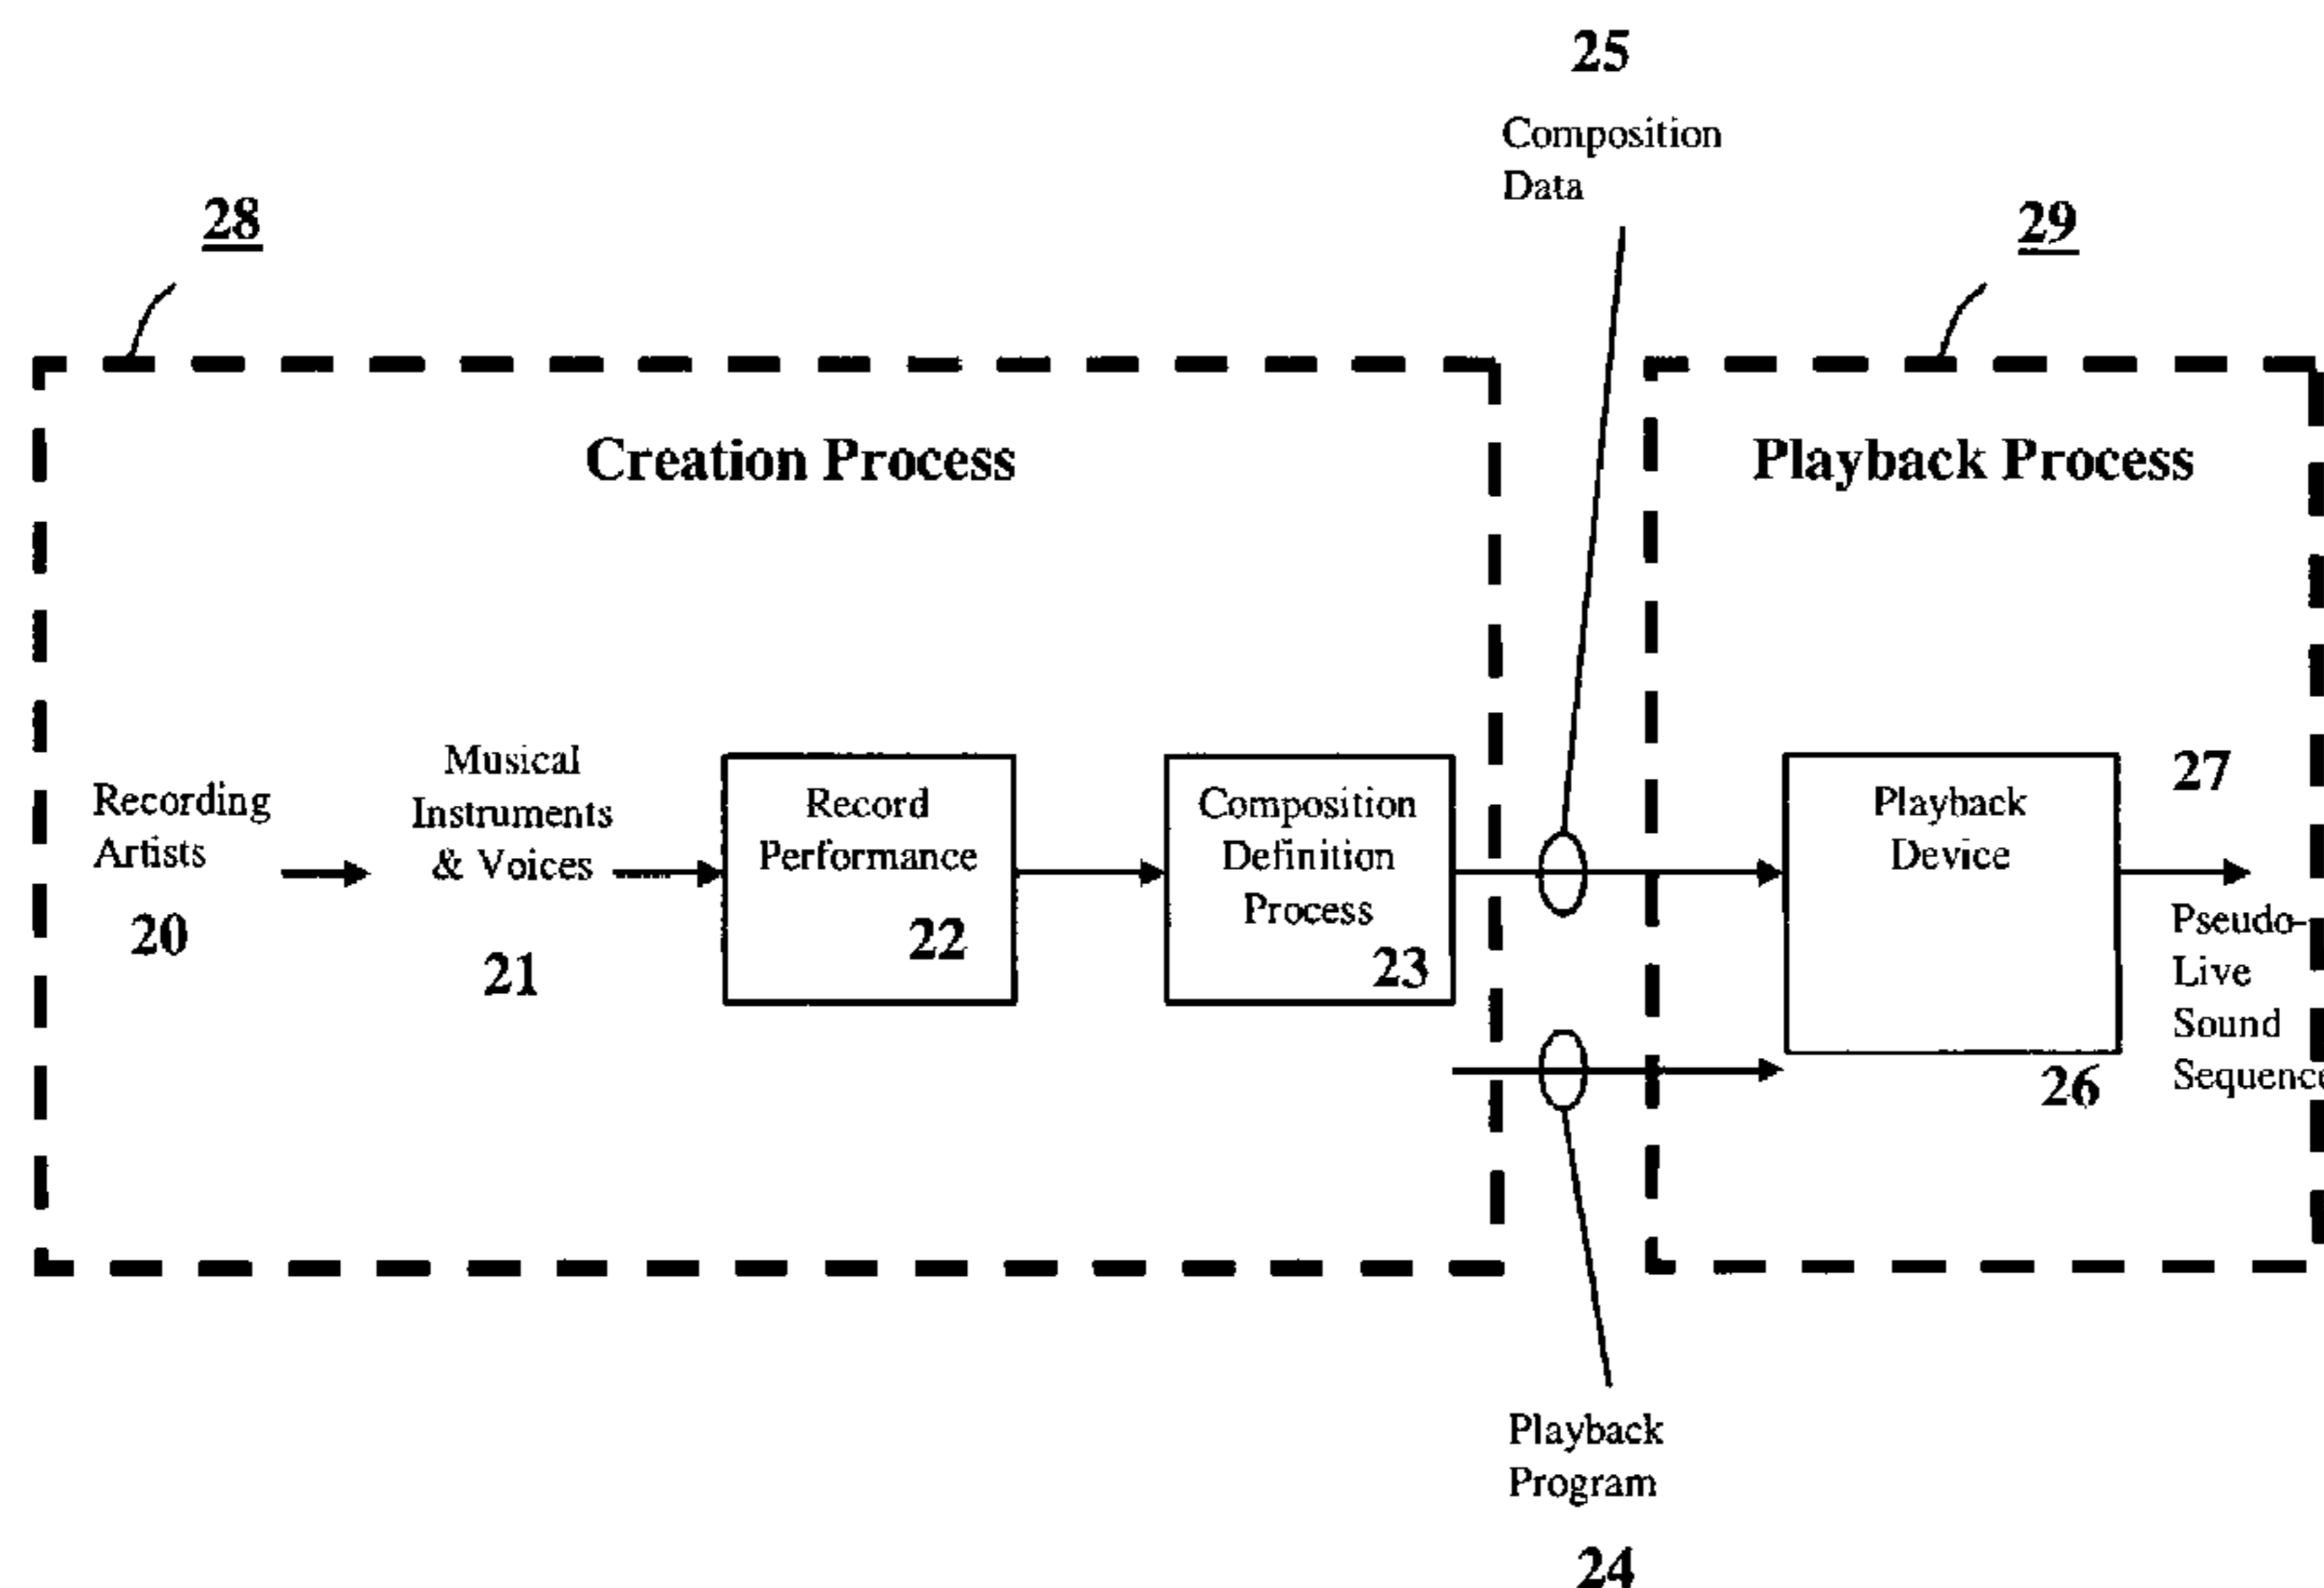 25
Composition
Data
28
29
Creation Process
Playback Process
Recording
Artists
20
Musical
Instruments
& Voices
21
Record
Performance
22
Composition
Definition
Process
23
Playback
Device
26
27
Pseudo-
Live
Sound
Sequence
Playback
Program
24